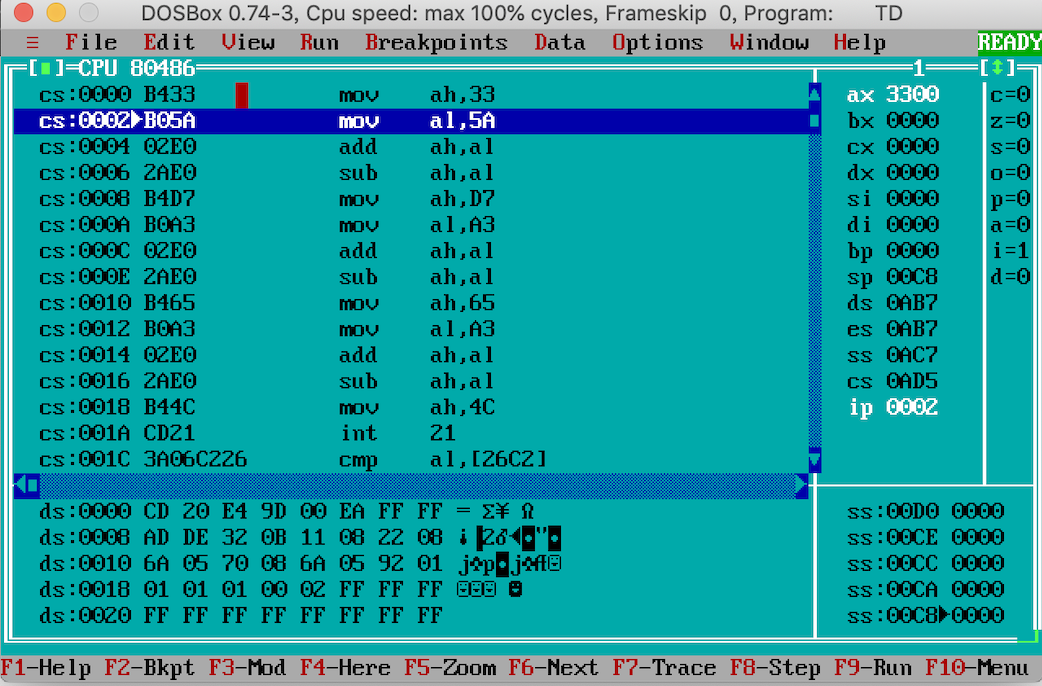 DOSBox 0.74-3, Cpu speed: max 100% cycles, Frameskip 0, Program: TD
≡ File Edit View Run Breakpoints Data Options Window Help READY
[■]=CPU 80486 1 [↕]
cs:0000 B433 mov ah,33 ax 3300 c=0
cs:0002►B05A mov al,5A bx 0000 z=0
cs:0004 02E0 add ah,al cx 0000 s=0
cs:0006 2AE0 sub ah,al dx 0000 o=0
cs:0008 B4D7 mov ah,D7 si 0000 p=0
cs:000A B0A3 mov al,A3 di 0000 a=0
cs:000C 02E0 add ah,al bp 0000 i=1
cs:000E 2AE0 sub ah,al sp 00C8 d=0
cs:0010 B465 mov ah,65 ds 0AB7
cs:0012 B0A3 mov al,A3 es 0AB7
cs:0014 02E0 add ah,al ss 0AC7
cs:0016 2AE0 sub ah,al cs 0AD5
cs:0018 B44C mov ah,4C ip 0002
cs:001A CD21 int 21
cs:001C 3A06C226 cmp al,[26C2]
ds:0000 CD 20 E4 9D 00 EA FF FF = Σ¥ Ω ss:00D0 0000
ds:0008 AD DE 32 0B 11 08 22 08 ¡ ▐2♂◄◘"◘ ss:00CE 0000
ds:0010 6A 05 70 08 6A 05 92 01 j♣p◘j♣Æ☺ ss:00CC 0000
ds:0018 01 01 01 00 02 FF FF FF ☺☺☺ ☻ ss:00CA 0000
ds:0020 FF FF FF FF FF FF FF FF ss:00C8►0000
F1-Help F2-Bkpt F3-Mod F4-Here F5-Zoom F6-Next F7-Trace F8-Step F9-Run F10-Menu